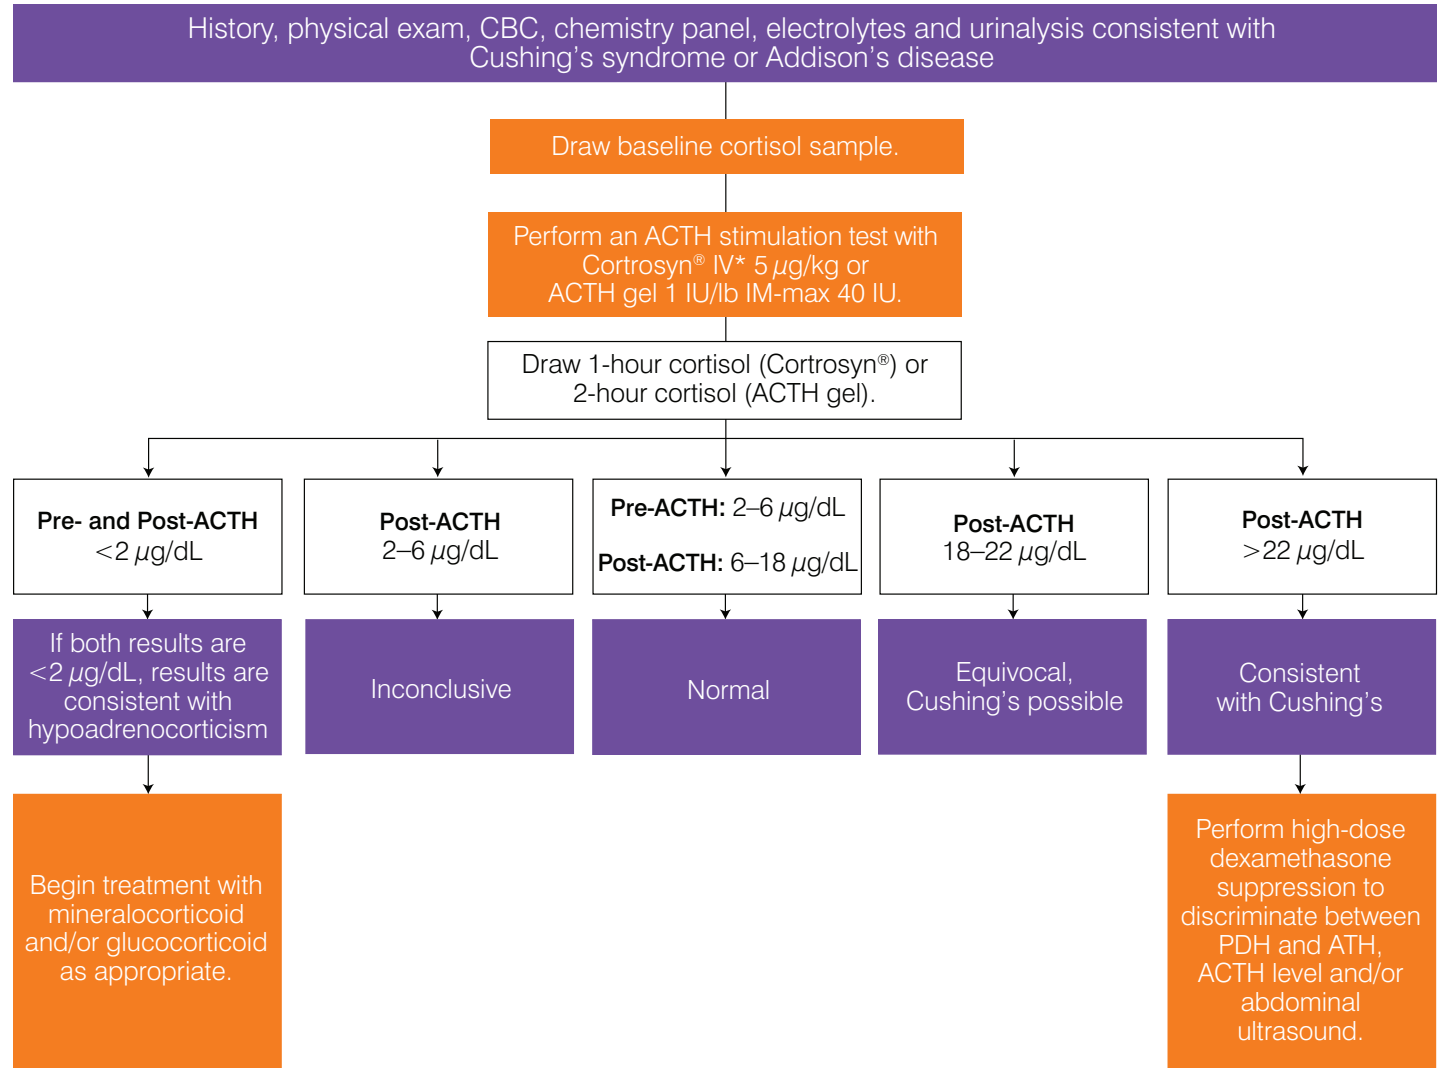 History, physical exam, CBC, chemistry panel, electrolytes and urinalysis consistent with
Cushing's syndrome or Addison's disease
Draw baseline cortisol sample.
Perform an ACTH stimulation test with
Cortrosyn® IV* 5 µg/kg or
ACTH gel 1 IU/lb IM-max 40 IU.
Draw 1-hour cortisol (Cortrosyn®) or
2-hour cortisol (ACTH gel).
Pre- and Post-ACTH
<2 µg/dL
Post-ACTH
2–6 µg/dL
Pre-ACTH: 2–6 µg/dL
Post-ACTH: 6–18 µg/dL
Post-ACTH
18–22 µg/dL
Post-ACTH
>22 µg/dL
If both results are
<2 µg/dL, results are
consistent with
hypoadrenocorticism
Inconclusive
Normal
Equivocal,
Cushing's possible
Consistent
with Cushing's
Begin treatment with
mineralocorticoid
and/or glucocorticoid
as appropriate.
Perform high-dose
dexamethasone
suppression to
discriminate between
PDH and ATH,
ACTH level and/or
abdominal
ultrasound.